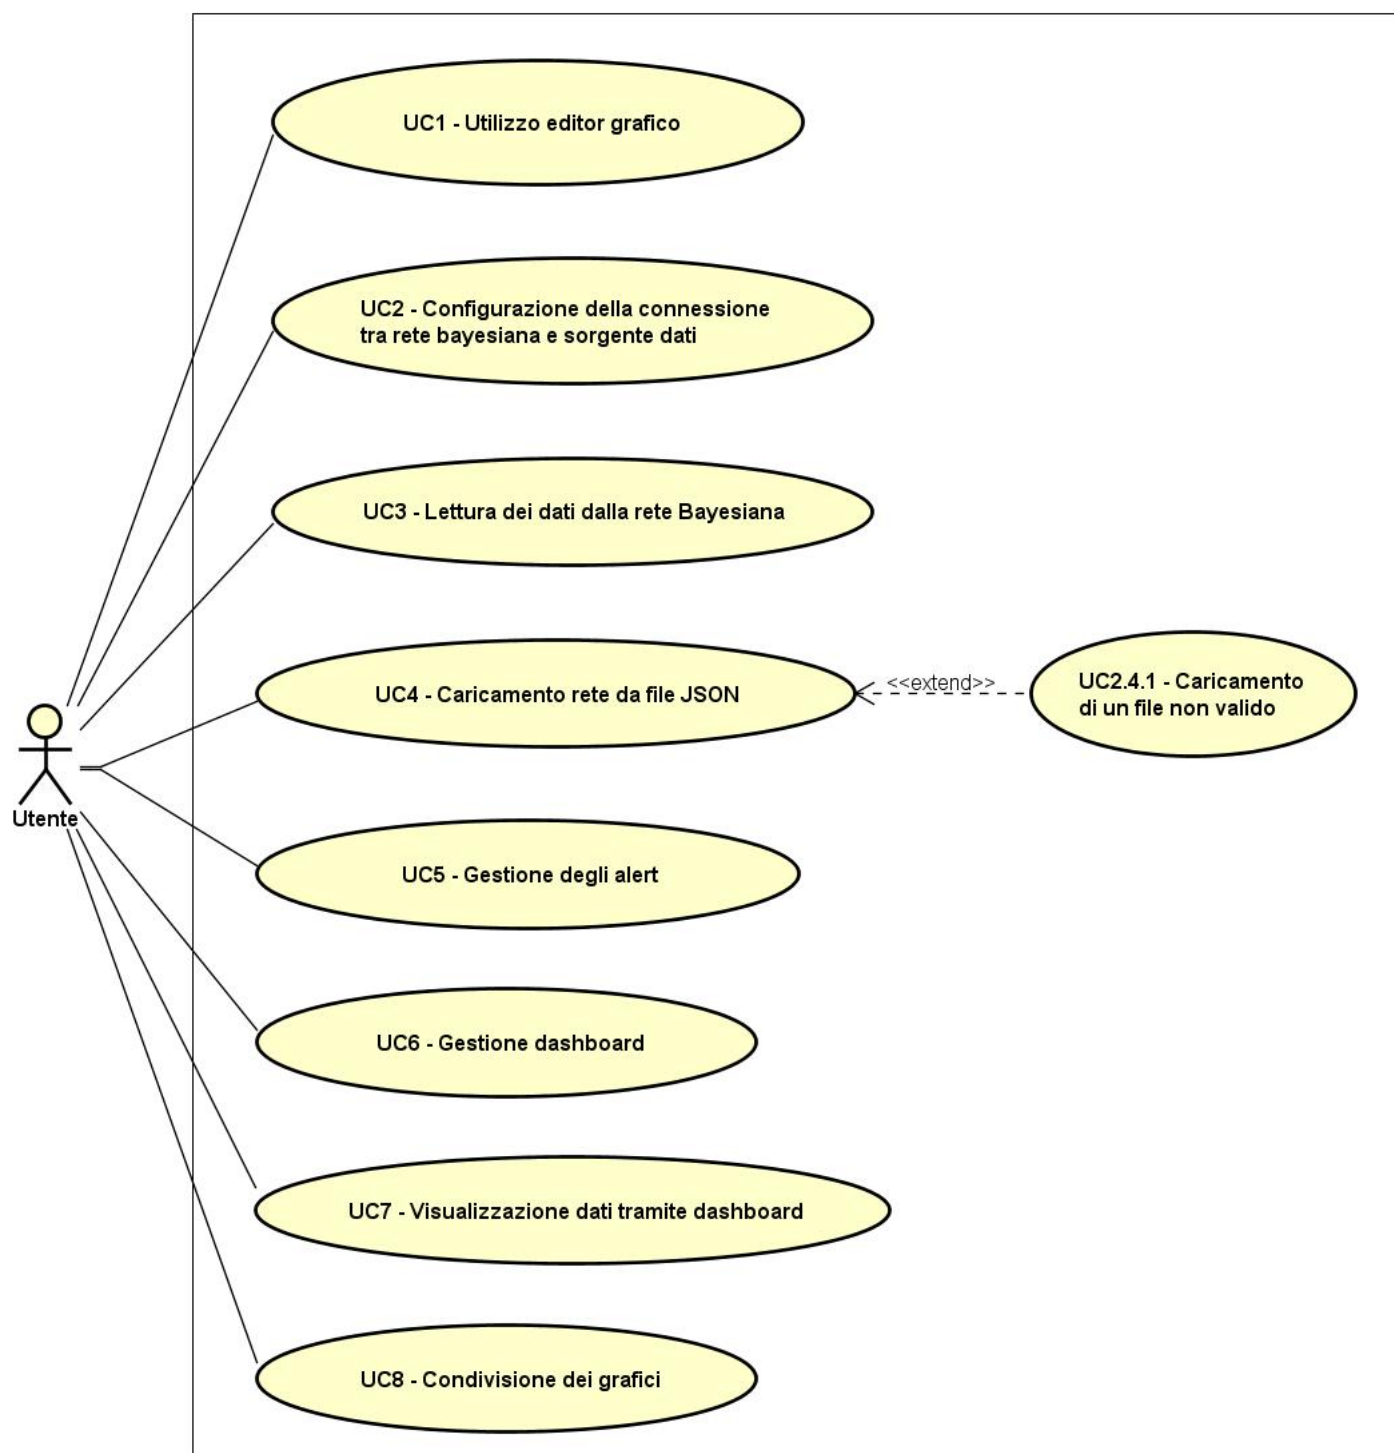 UC1 - Utilizzo editor grafico
UC2 - Configurazione della connessione
tra rete bayesiana e sorgente dati
UC3 - Lettura dei dati dalla rete Bayesiana
UC4 - Caricamento rete da file JSON
<<extend>>
UC2.4.1 - Caricamento
di un file non valido
Utente
UC5 - Gestione degli alert
UC6 - Gestione dashboard
UC7 - Visualizzazione dati tramite dashboard
UC8 - Condivisione dei grafici